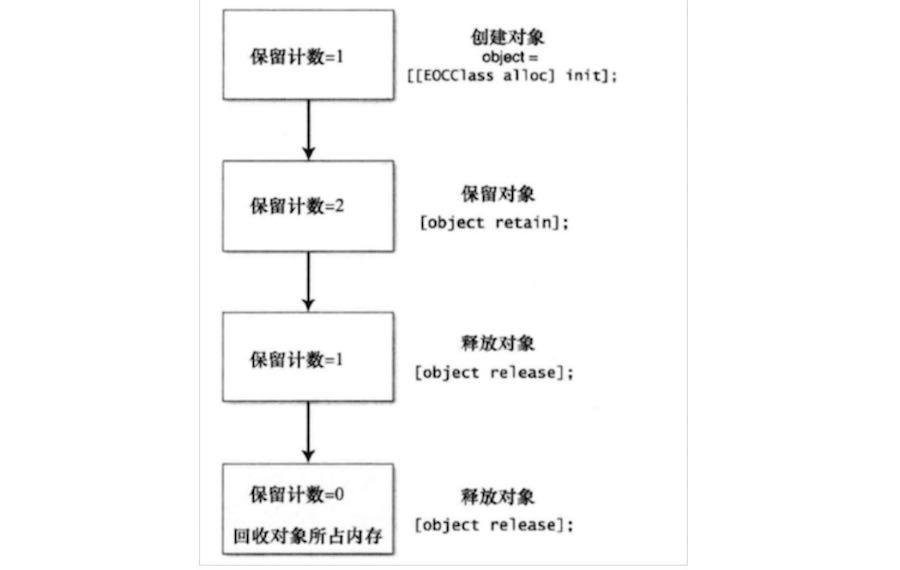 保留计数=1
创建对象
object =
[[EOCClass alloc] init];
保留计数=2
保留对象
[object retain];
保留计数=1
释放对象
[object release];
保留计数=0
回收对象所占内存
释放对象
[object release];